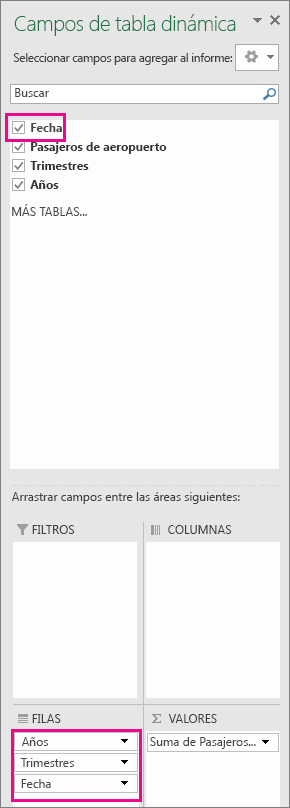 Campos de tabla dinámica
Seleccionar campos para agregar al informe:
Buscar
Fecha
Pasajeros de aeropuerto
Trimestres
Años
MÁS TABLAS...
Arrastrar campos entre las áreas siguientes:
FILTROS
COLUMNAS
FILAS
Σ VALORES
Años
Suma de Pasajeros...
Trimestres
Fecha